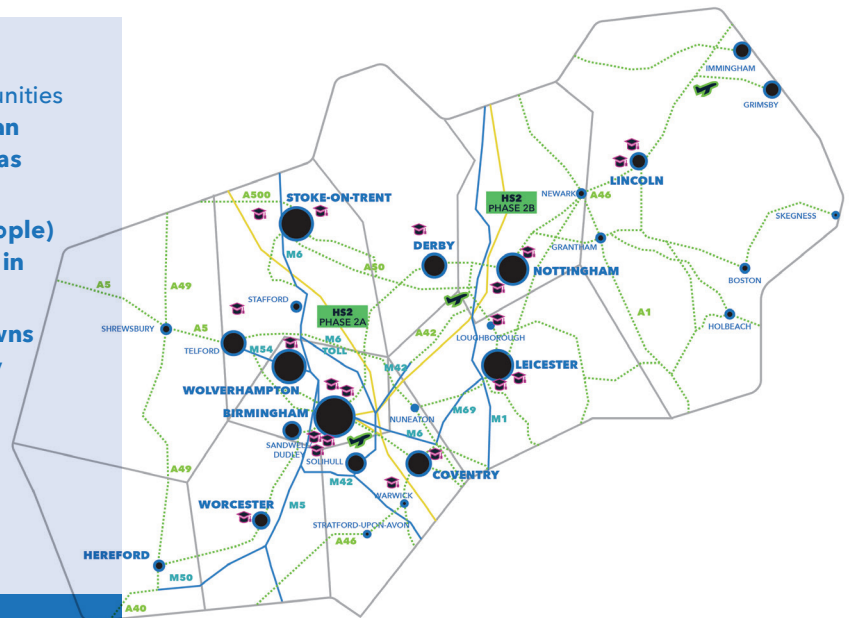 unities
nn
as
ople)
in
wns
y
IMMINGHAM
GRIMSBY
LINCOLN
A500
STOKE-ON-TRENT
HS2
PHASE 2B
NEWARK
A46
SKEGNESS
M6
DERBY
GRANTHAM
A50
NOTTINGHAM
BOSTON
A5
A49
STAFFORD
HS2
PHASE 2A
A1
HOLBEACH
SHREWSBURY
A5
A42
LOUGHBOROUGH
TELFORD
M54
M6
TOLL
M42
LEICESTER
WOLVERHAMPTON
BIRMINGHAM
NUNEATON
M69
M1
SANDWELL
DUDLEY
SOLIHULL
M6
A49
M42
COVENTRY
WORCESTER
M5
WARWICK
STRATFORD-UPON-AVON
A46
HEREFORD
M50
A40